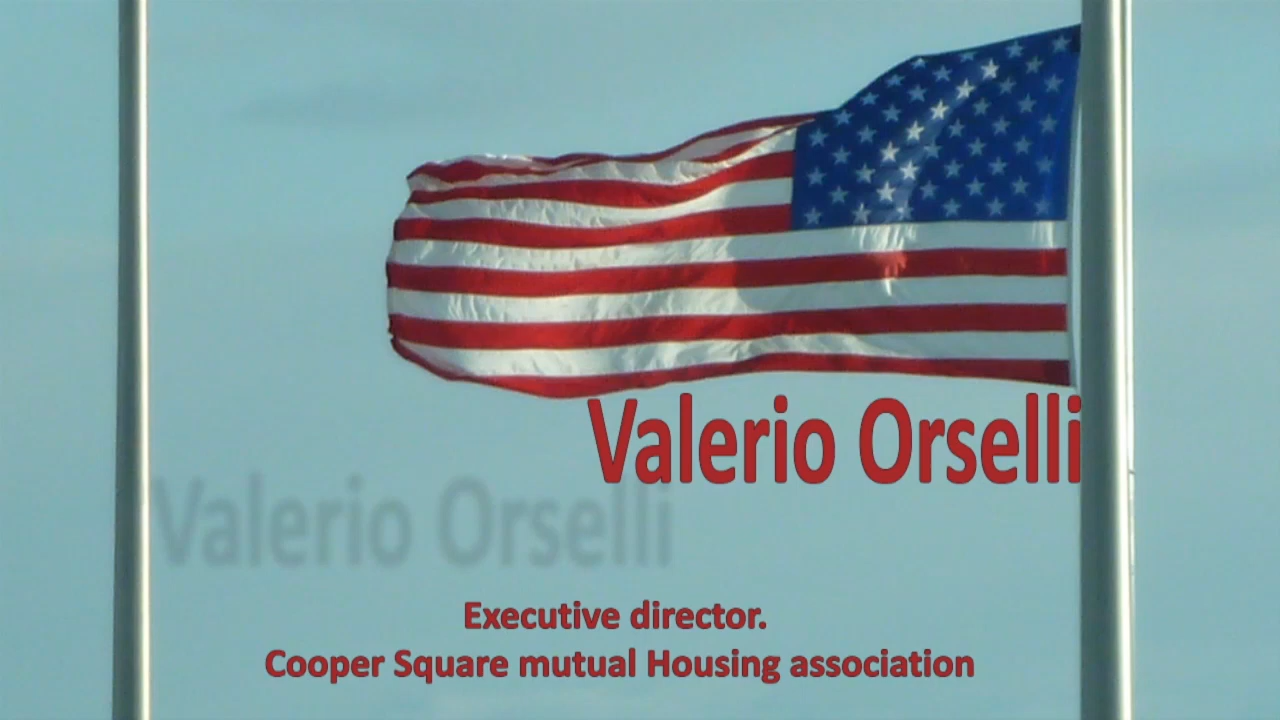 Valerio Orselli
Valerio Orselli
Executive director.
Cooper Square mutual Housing association